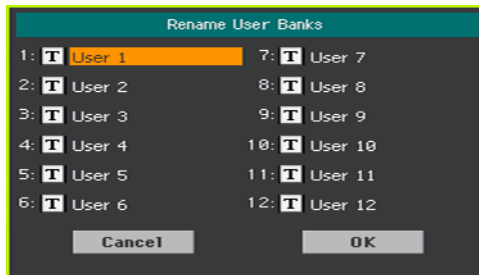 Rename User Banks
1: T User 1
2: T User 2
3: T User 3
4: T User 4
5: T User 5
6: T User 6
7: T User 7
8: T User 8
9: T User 9
10: T User 10
11: T User 11
12: T User 12
Cancel
OK